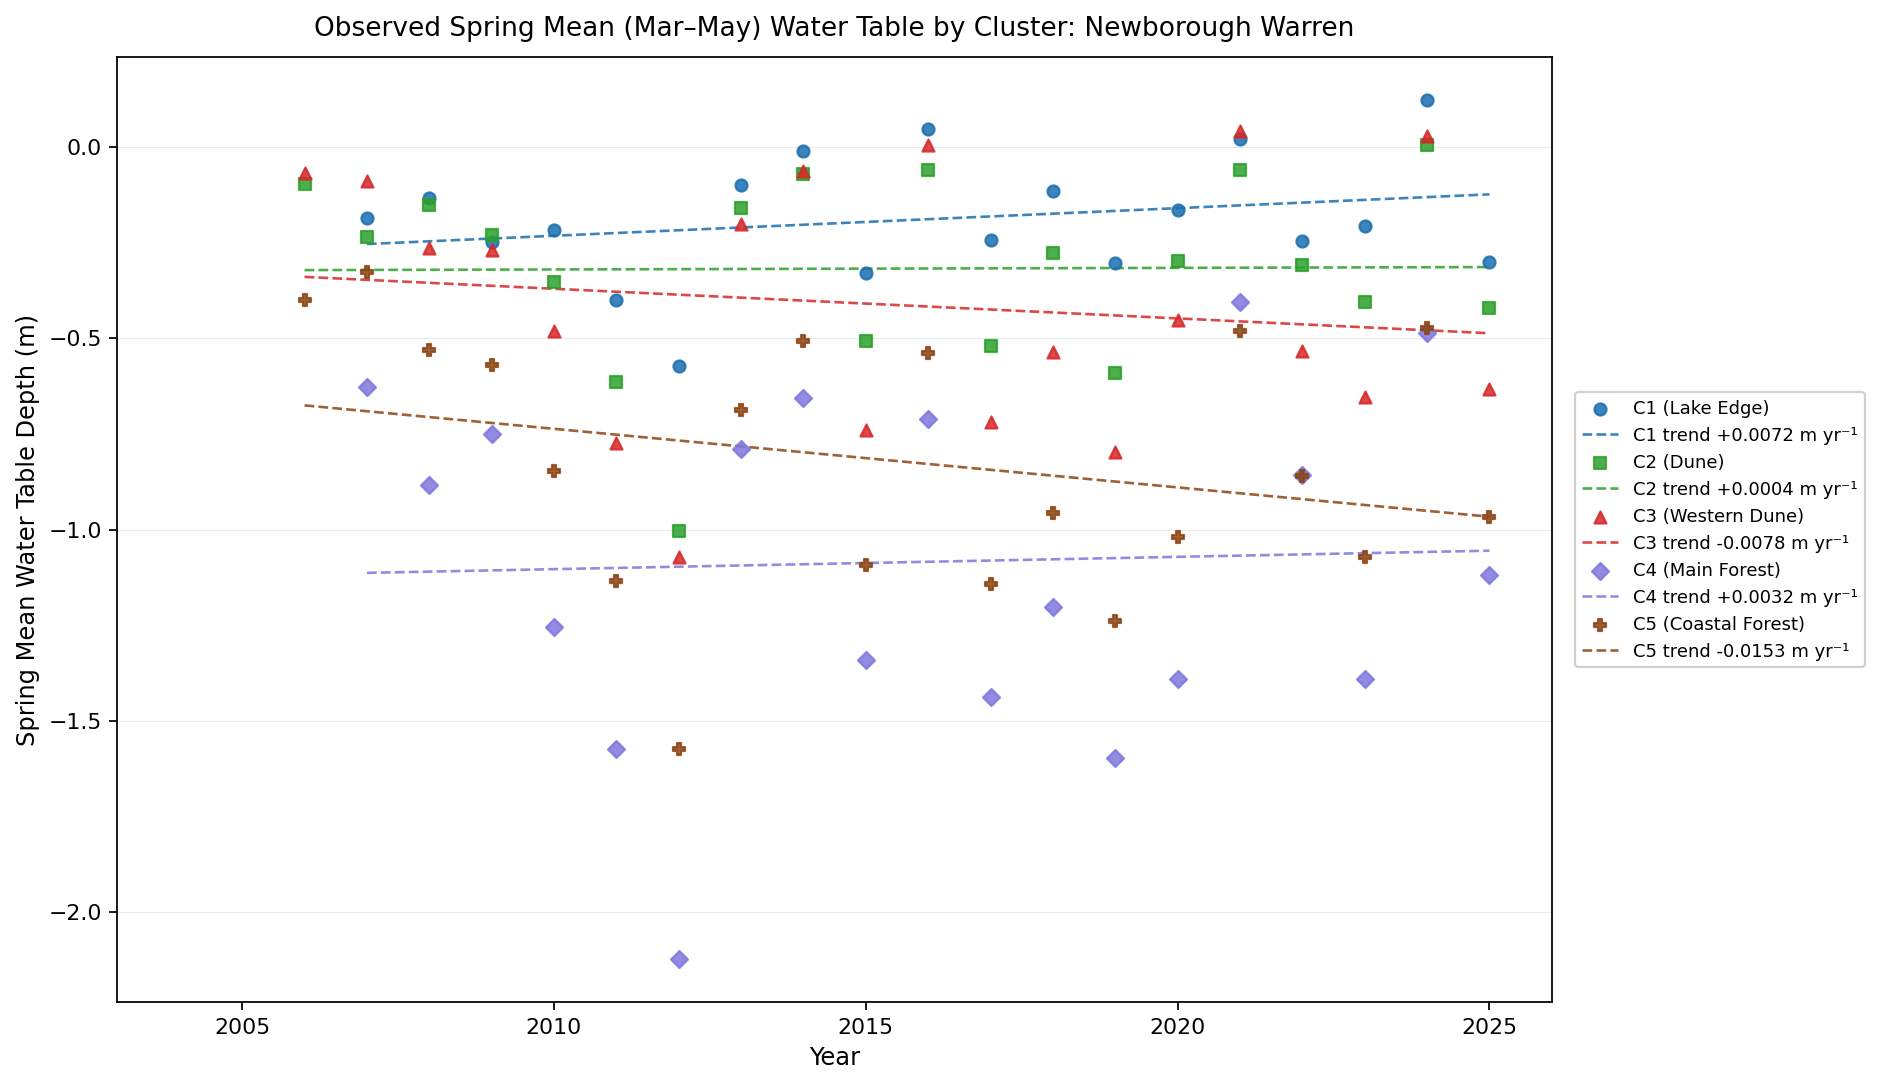 Observed Spring Mean (Mar–May) Water Table by Cluster: Newborough Warren
Spring Mean Water Table Depth (m)
0.0
−0.5
−1.0
−1.5
−2.0
2005
2010
2015
2020
2025
Year
C1 (Lake Edge)
C1 trend +0.0072 m yr⁻¹
C2 (Dune)
C2 trend +0.0004 m yr⁻¹
C3 (Western Dune)
C3 trend -0.0078 m yr⁻¹
C4 (Main Forest)
C4 trend +0.0032 m yr⁻¹
C5 (Coastal Forest)
C5 trend -0.0153 m yr⁻¹